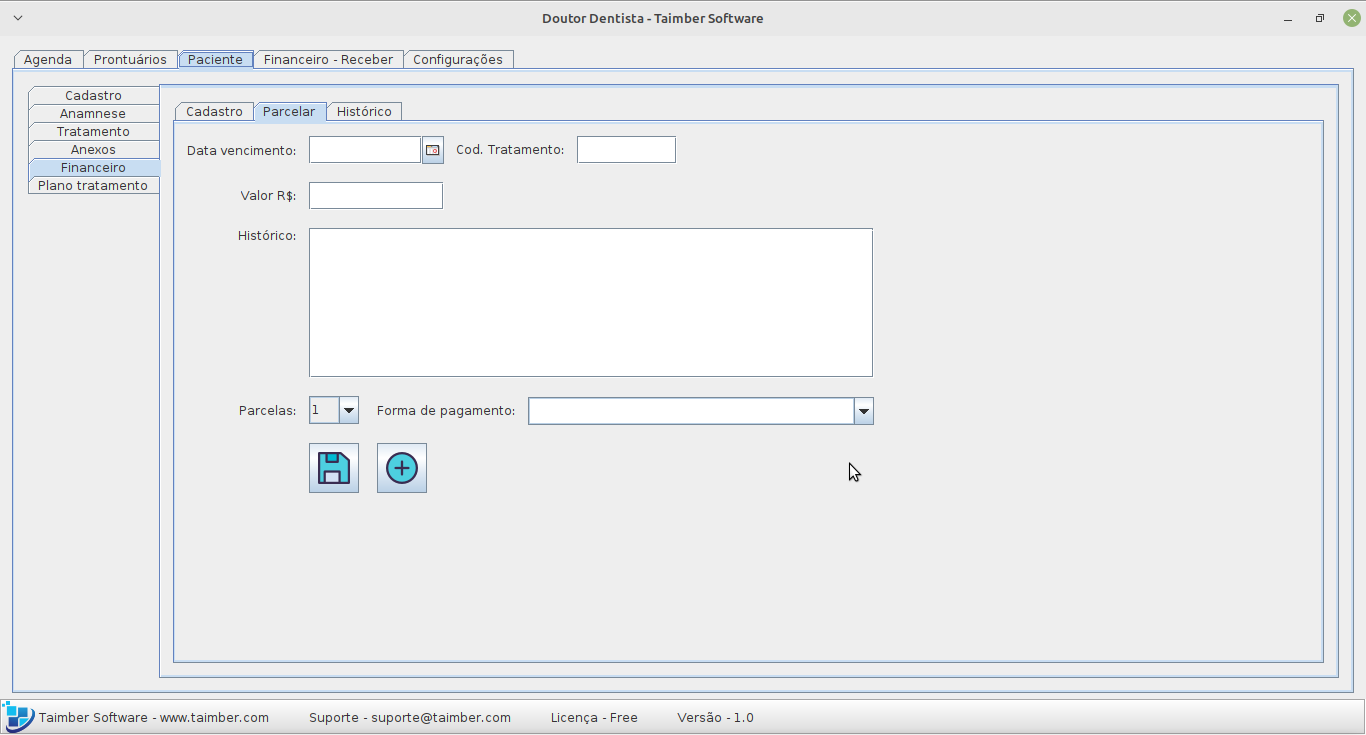 Doutor Dentista - Taimber Software
Agenda Prontuários Paciente Financeiro - Receber Configurações
Cadastro
Anamnese
Tratamento
Anexos
Financeiro
Plano tratamento
Cadastro Parcelar Histórico
Data vencimento: Cod. Tratamento:
Valor R$:
Histórico:
Parcelas: 1 Forma de pagamento:
Taimber Software - www.taimber.com Suporte - suporte@taimber.com Licença - Free Versão - 1.0